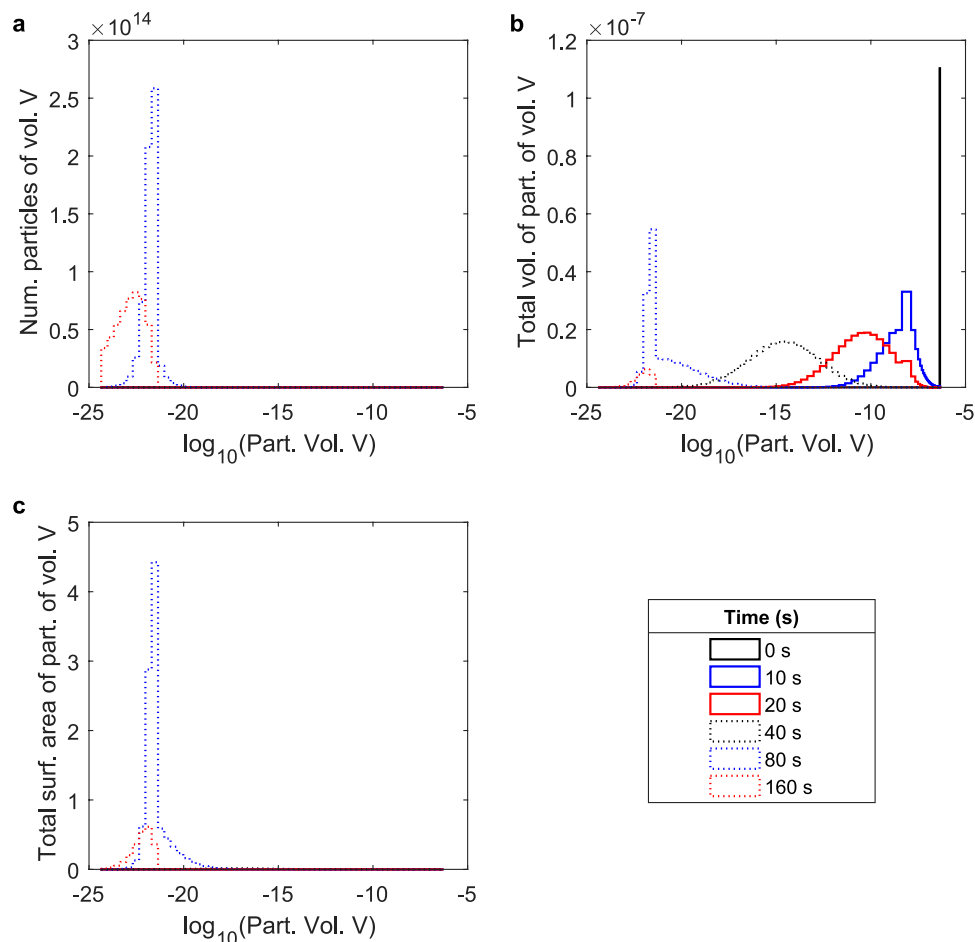 a
×10^14
3
2.5
2
1.5
1
0.5
0
Num. particles of vol. V
-25 -20 -15 -10 -5
log10(Part. Vol. V)
b
×10^-7
1.2
1
0.8
0.6
0.4
0.2
0
Total vol. of part. of vol. V
-25 -20 -15 -10 -5
log10(Part. Vol. V)
c
5
4
3
2
1
0
Total surf. area of part. of vol. V
-25 -20 -15 -10 -5
log10(Part. Vol. V)
Time (s)
0 s
10 s
20 s
40 s
80 s
160 s